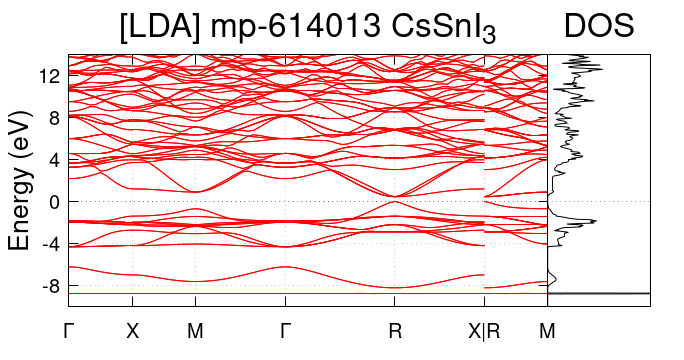 [LDA] mp-614013 CsSnI3 DOS
Energy (eV)
12
8
4
0
-4
-8
Γ X M Γ R X|R M